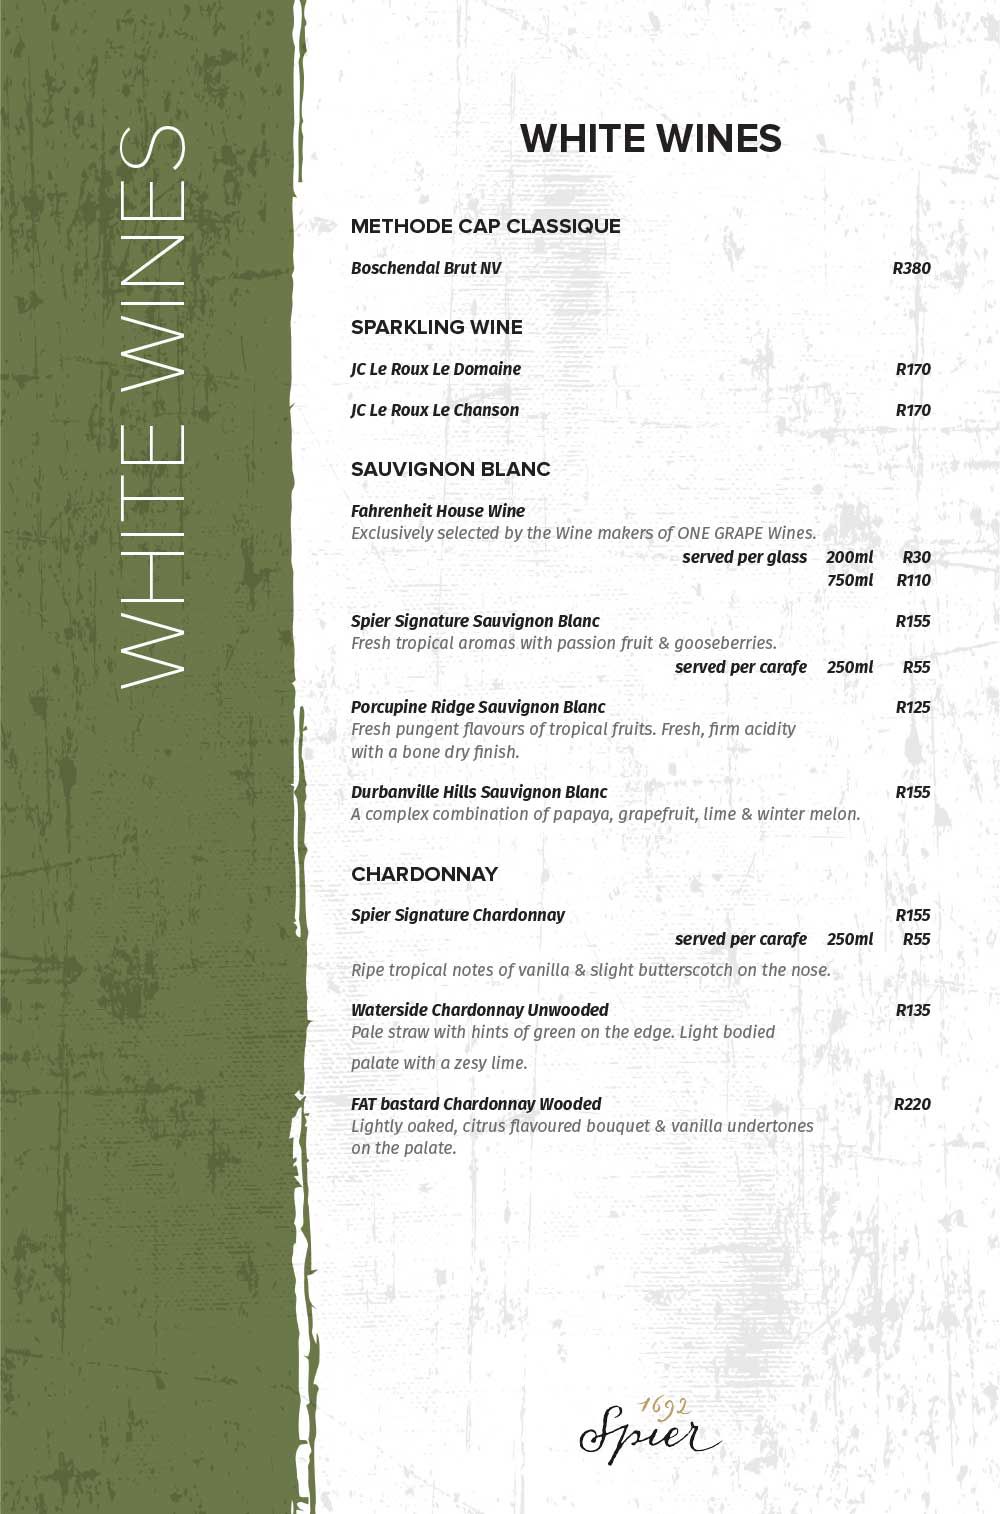 WHITE WINES
WHITE WINES
METHODE CAP CLASSIQUE
Boschendal Brut NV R380
SPARKLING WINE
JC Le Roux Le Domaine R170
JC Le Roux Le Chanson R170
SAUVIGNON BLANC
Fahrenheit House Wine
Exclusively selected by the Wine makers of ONE GRAPE Wines.
served per glass 200ml R30
750ml R110
Spier Signature Sauvignon Blanc R155
Fresh tropical aromas with passion fruit & gooseberries.
served per carafe 250ml R55
Porcupine Ridge Sauvignon Blanc R125
Fresh pungent flavours of tropical fruits. Fresh, firm acidity
with a bone dry finish.
Durbanville Hills Sauvignon Blanc R155
A complex combination of papaya, grapefruit, lime & winter melon.
CHARDONNAY
Spier Signature Chardonnay R155
served per carafe 250ml R55
Ripe tropical notes of vanilla & slight butterscotch on the nose.
Waterside Chardonnay Unwooded R135
Pale straw with hints of green on the edge. Light bodied
palate with a zesy lime.
FAT bastard Chardonnay Wooded R220
Lightly oaked, citrus flavoured bouquet & vanilla undertones
on the palate.
1692
Spier